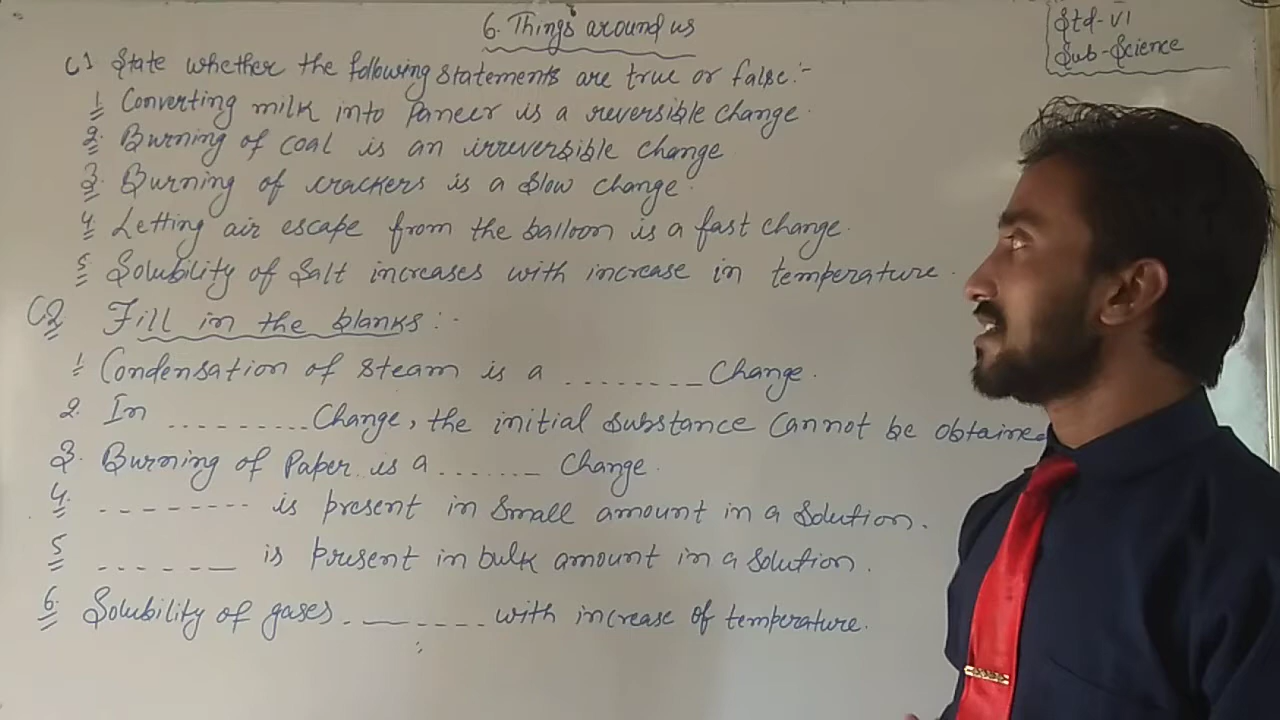 6. Things around us
Std-VI
Sub-Science
C1 State whether the following statements are true or false:-
1 Converting milk into Paneer is a reversible change.
2. Burning of coal is an irreversible change
3. Burning of crackers is a slow change.
4 Letting air escape from the balloon is a fast change.
5 Solubility of Salt increases with increase in temperature.
C2 Fill in the blanks:-
1 Condensation of steam is a -------- Change.
2. In --------- Change, the initial substance cannot be obtained
3. Burning of Paper is a ------- Change.
4. --------- is present in small amount in a solution.
5 ------ is present in bulk amount in a solution.
6. Solubility of gases -------- with increase of temperature.